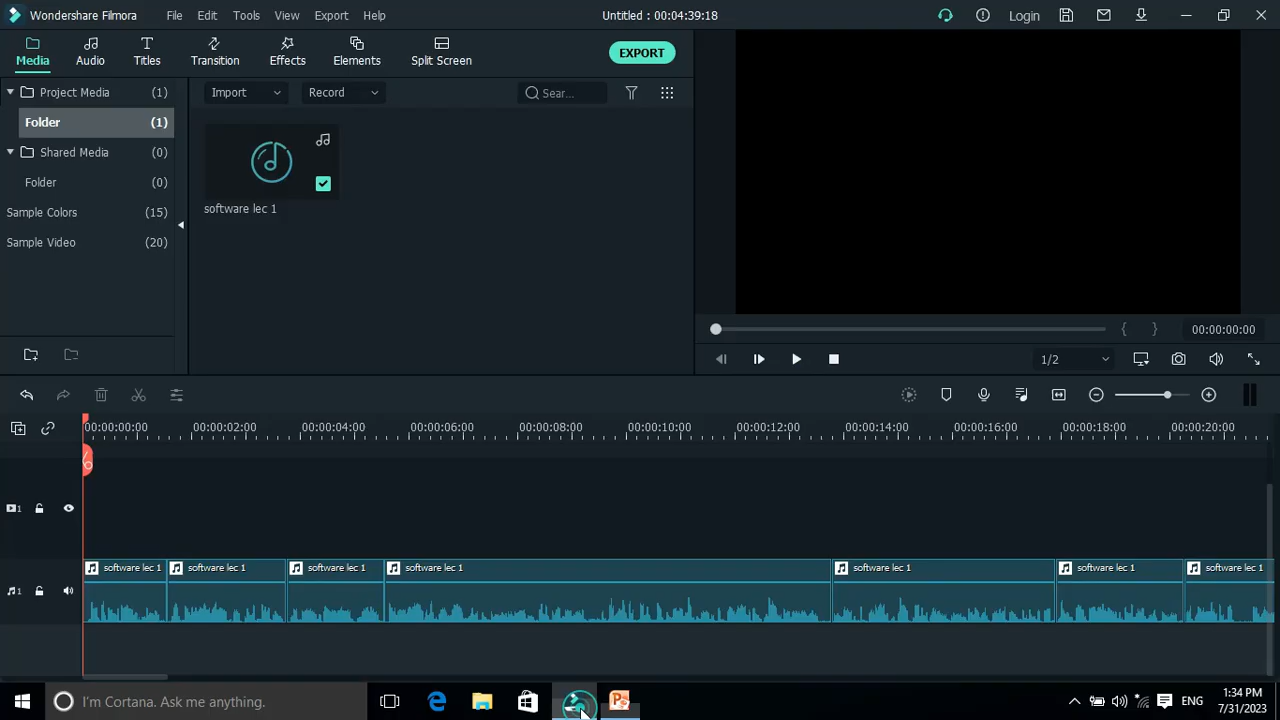 Wondershare Filmora File Edit Tools View Export Help Untitled : 00:04:39:18 Login
Media Audio Titles Transition Effects Elements Split Screen EXPORT
Project Media (1)
Folder (1)
Shared Media (0)
Folder (0)
Sample Colors (15)
Sample Video (20)
Import Record Sear...
software lec 1
00:00:00:00
1/2
00:00:00:00 00:00:02:00 00:00:04:00 00:00:06:00 00:00:08:00 00:00:10:00 00:00:12:00 00:00:14:00 00:00:16:00 00:00:18:00 00:00:20:00
1
software lec 1 software lec 1 software lec 1 software lec 1 software lec 1 software lec 1 software lec 1
1
I'm Cortana. Ask me anything. ENG 1:34 PM
7/31/2023